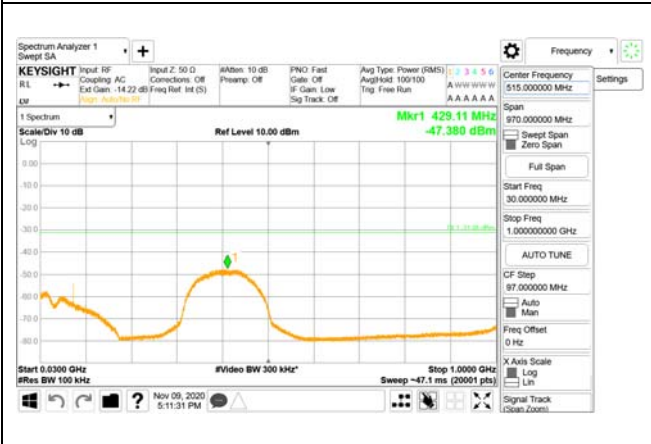 Spectrum Analyzer 1
Swept SA
Frequency
Settings
KEYSIGHT
Input: RF
Input Z: 50 Ω
#Atten: 10 dB
PNO: Fast
Avg Type: Power (RMS)
1 2 3 4 5 6
RL
Coupling: AC
Corrections: Off
Preamp: Off
Gate: Off
Avg|Hold: 100/100
A W W W W W
Ext Gain: -14.22 dB
Freq Ref: Int (S)
IF Gain: Low
Trig: Free Run
Align: Auto/No RF
Sig Track: Off
A A A A A A
1 Spectrum
Mkr1 429.11 MHz
Scale/Div 10 dB
Ref Level 10.00 dBm
-47.380 dBm
Log
0.00
-10.0
-20.0
-30.0
-40.0
-50.0
-60.0
-70.0
-80.0
1
Start 0.0300 GHz
#Video BW 300 kHz*
Stop 1.0000 GHz
#Res BW 100 kHz
Sweep ~47.1 ms (20001 pts)
?
Nov 09, 2020
5:11:31 PM
Center Frequency
515.000000 MHz
Span
970.000000 MHz
Swept Span
Zero Span
Full Span
Start Freq
30.000000 MHz
Stop Freq
1.000000000 GHz
AUTO TUNE
CF Step
97.000000 MHz
Auto
Man
Freq Offset
0 Hz
X Axis Scale
Log
Lin
Signal Track
(Span Zoom)